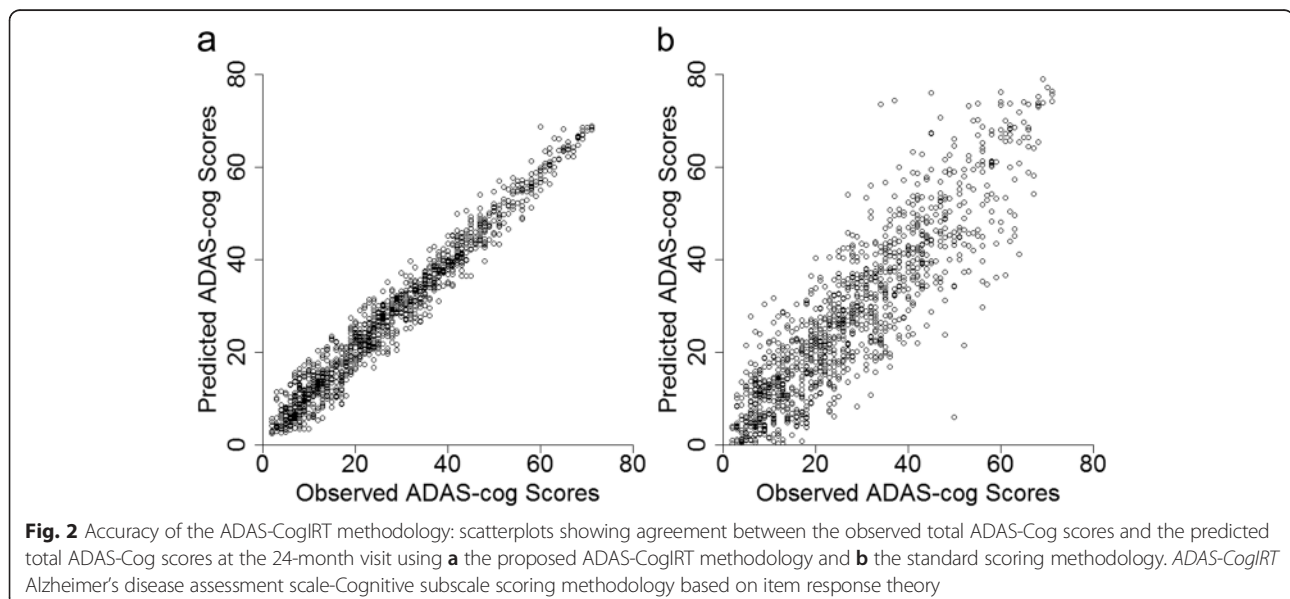 a
b
80
60
40
20
0
Predicted ADAS-cog Scores
0 20 40 60 80
Observed ADAS-cog Scores
80
60
40
20
0
Predicted ADAS-cog Scores
0 20 40 60 80
Observed ADAS-cog Scores
Fig. 2 Accuracy of the ADAS-CogIRT methodology: scatterplots showing agreement between the observed total ADAS-Cog scores and the predicted
total ADAS-Cog scores at the 24-month visit using a the proposed ADAS-CogIRT methodology and b the standard scoring methodology. ADAS-CogIRT
Alzheimer’s disease assessment scale-Cognitive subscale scoring methodology based on item response theory